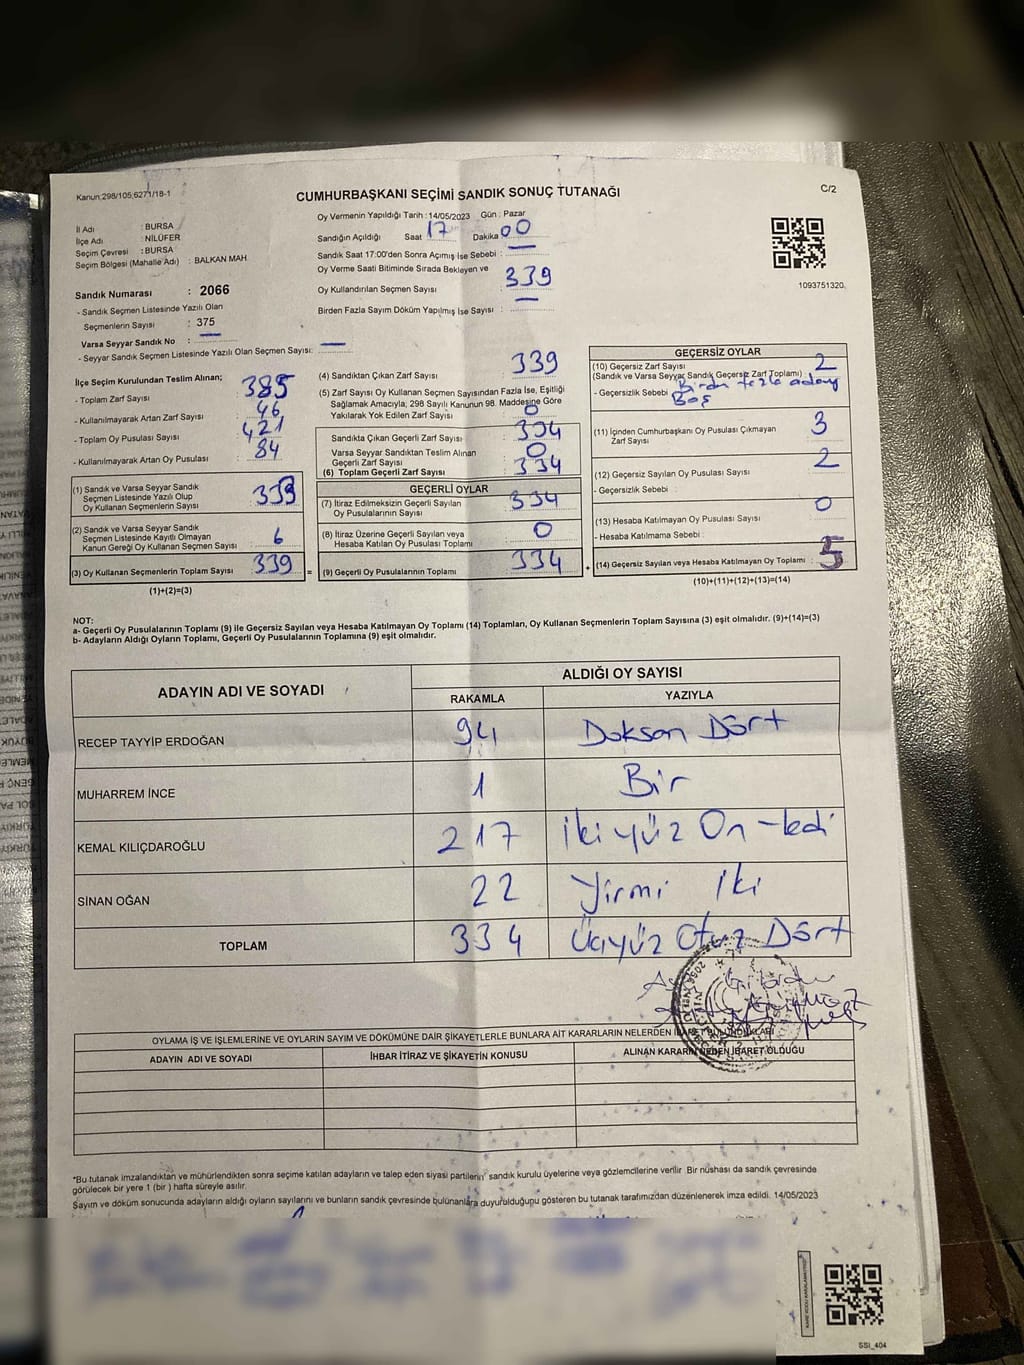 Kanun:298/105,6271/18-1
CUMHURBAŞKANI SEÇİMİ SANDIK SONUÇ TUTANAĞI
C/2
İl Adı : BURSA
İlçe Adı : NİLÜFER
Seçim Çevresi : BURSA
Seçim Bölgesi (Mahalle Adı) : BALKAN MAH
Oy Vermenin Yapıldığı Tarih : 14/05/2023 Gün : Pazar
Sandığın Açıldığı Saat 17 Dakika 00
Sandık Saat 17:00'den Sonra Açımış İse Sebebi :
Oy Verme Saati Bitiminde Sırada Bekleyen ve
Oy Kullandırılan Seçmen Sayısı : 339
Birden Fazla Sayım Döküm Yapılmış İse Sayısı : —
1093751320
Sandık Numarası : 2066
- Sandık Seçmen Listesinde Yazılı Olan
Seçmenlerin Sayısı : 375
Varsa Seyyar Sandık No : —
- Seyyar Sandık Seçmen Listesinde Yazılı Olan Seçmen Sayısı: —
İlçe Seçim Kurulundan Teslim Alınan;
- Toplam Zarf Sayısı 385
- Kullanılmayarak Artan Zarf Sayısı 46
- Toplam Oy Pusulası Sayısı 421
- Kullanılmayarak Artan Oy Pusulası 84
(1) Sandık ve Varsa Seyyar Sandık
Seçmen Listesinde Yazılı Olup
Oy Kullanan Seçmenlerin Sayısı 333
(2) Sandık ve Varsa Seyyar Sandık
Seçmen Listesinde Kayıtlı Olmayan
Kanun Gereği Oy Kullanan Seçmen Sayısı 6
(3) Oy Kullanan Seçmenlerin Toplam Sayısı 339 =
(1)+(2)=(3)
(4) Sandıktan Çıkan Zarf Sayısı 339
(5) Zarf Sayısı Oy Kullanan Seçmen Sayısından Fazla İse, Eşitliği
Sağlamak Amacıyla, 298 Sayılı Kanunun 98. Maddesine Göre
Yakılarak Yok Edilen Zarf Sayısı 0
Sandıkta Çıkan Geçerli Zarf Sayısı 334
Varsa Seyyar Sandıktan Teslim Alınan
Geçerli Zarf Sayısı 0
(6) Toplam Geçerli Zarf Sayısı 334
GEÇERLİ OYLAR
(7) İtiraz Edilmeksizin Geçerli Sayılan
Oy Pusulalarının Sayısı 334
(8) İtiraz Üzerine Geçerli Sayılan veya
Hesaba Katılan Oy Pusulası Toplamı 0
(9) Geçerli Oy Pusulalarının Toplamı 334 +
GEÇERSİZ OYLAR
(10) Geçersiz Zarf Sayısı 2
(Sandık ve Varsa Seyyar Sandık Geçersiz Zarf Toplamı)
- Geçersizlik Sebebi : Birden fazla aday
Boş
(11) İçinden Cumhurbaşkanı Oy Pusulası Çıkmayan
Zarf Sayısı 3
(12) Geçersiz Sayılan Oy Pusulası Sayısı 2
- Geçersizlik Sebebi :
(13) Hesaba Katılmayan Oy Pusulası Sayısı 0
- Hesaba Katılmama Sebebi
(14) Geçersiz Sayılan veya Hesaba Katılmayan Oy Toplamı : 5
(10)+(11)+(12)+(13)=(14)
NOT:
a- Geçerli Oy Pusulalarının Toplamı (9) ile Geçersiz Sayılan veya Hesaba Katılmayan Oy Toplamı (14) Toplamları, Oy Kullanan Seçmenlerin Toplam Sayısına (3) eşit olmalıdır. (9)+(14)=(3)
b- Adayların Aldığı Oyların Toplamı, Geçerli Oy Pusulalarının Toplamına (9) eşit olmalıdır.
ADAYIN ADI VE SOYADI
ALDIĞI OY SAYISI
RAKAMLA YAZIYLA
RECEP TAYYİP ERDOĞAN 94 Doksan Dört
MUHARREM İNCE 1 Bir
KEMAL KILIÇDAROĞLU 217 İki yüz On yedi
SİNAN OĞAN 22 Yirmi İki
TOPLAM 334 Üçyüz Otuz Dört
OYLAMA İŞ VE İŞLEMLERİNE VE OYLARIN SAYIM VE DÖKÜMÜNE DAİR ŞİKAYETLERLE BUNLARA AİT KARARLARIN NELERDEN İBARET BULUNDUKLARI
ADAYIN ADI VE SOYADI İHBAR İTİRAZ VE ŞİKAYETİN KONUSU ALINAN KARARIN NEDEN İBARET OLDUĞU
*Bu tutanak imzalandıktan ve mühürlendikten sonra seçime katılan adayların ve talep eden siyasi partilerin sandık kurulu üyelerine veya gözlemcilerine verilir. Bir nüshası da sandık çevresinde
görülecek bir yere 1 (bir ) hafta süreyle asılır.
Sayım ve döküm sonucunda adayların aldığı oyların sayılarını ve bunların sandık çevresinde bulunanlara duyurulduğunu gösteren bu tutanak tarafımızdan düzenlenerek imza edildi. 14/05/2023
SSI_404